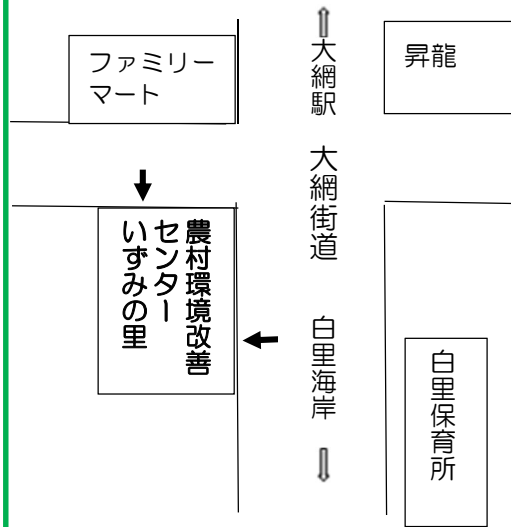 ファミリー
マート
大網駅
昇龍
大網街道
農村環境改善
センター
いずみの里
白里海岸
白里保育所